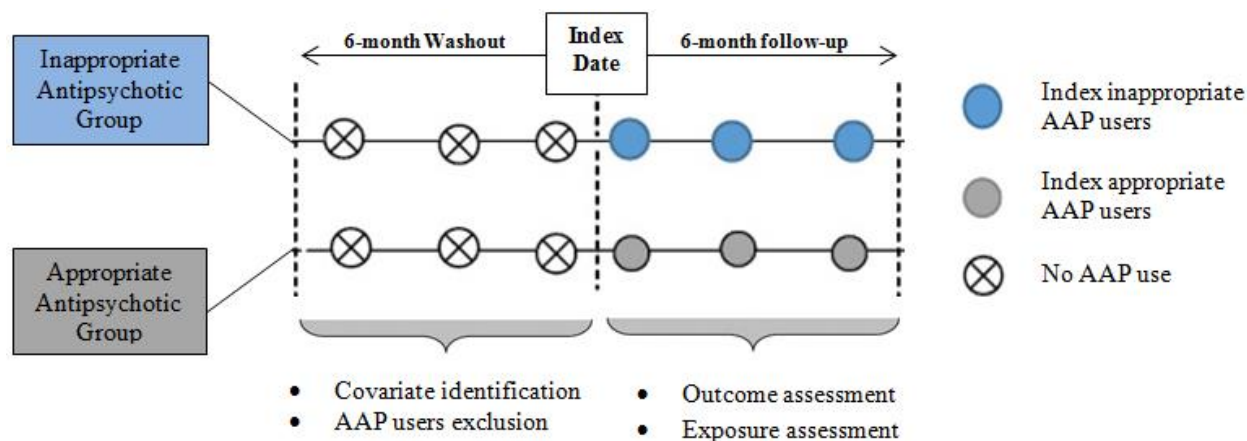 6-month Washout
Index
Date
6-month follow-up
Inappropriate
Antipsychotic
Group
Index inappropriate
AAP users
Index appropriate
AAP users
Appropriate
Antipsychotic
Group
No AAP use
• Covariate identification
• AAP users exclusion
• Outcome assessment
• Exposure assessment